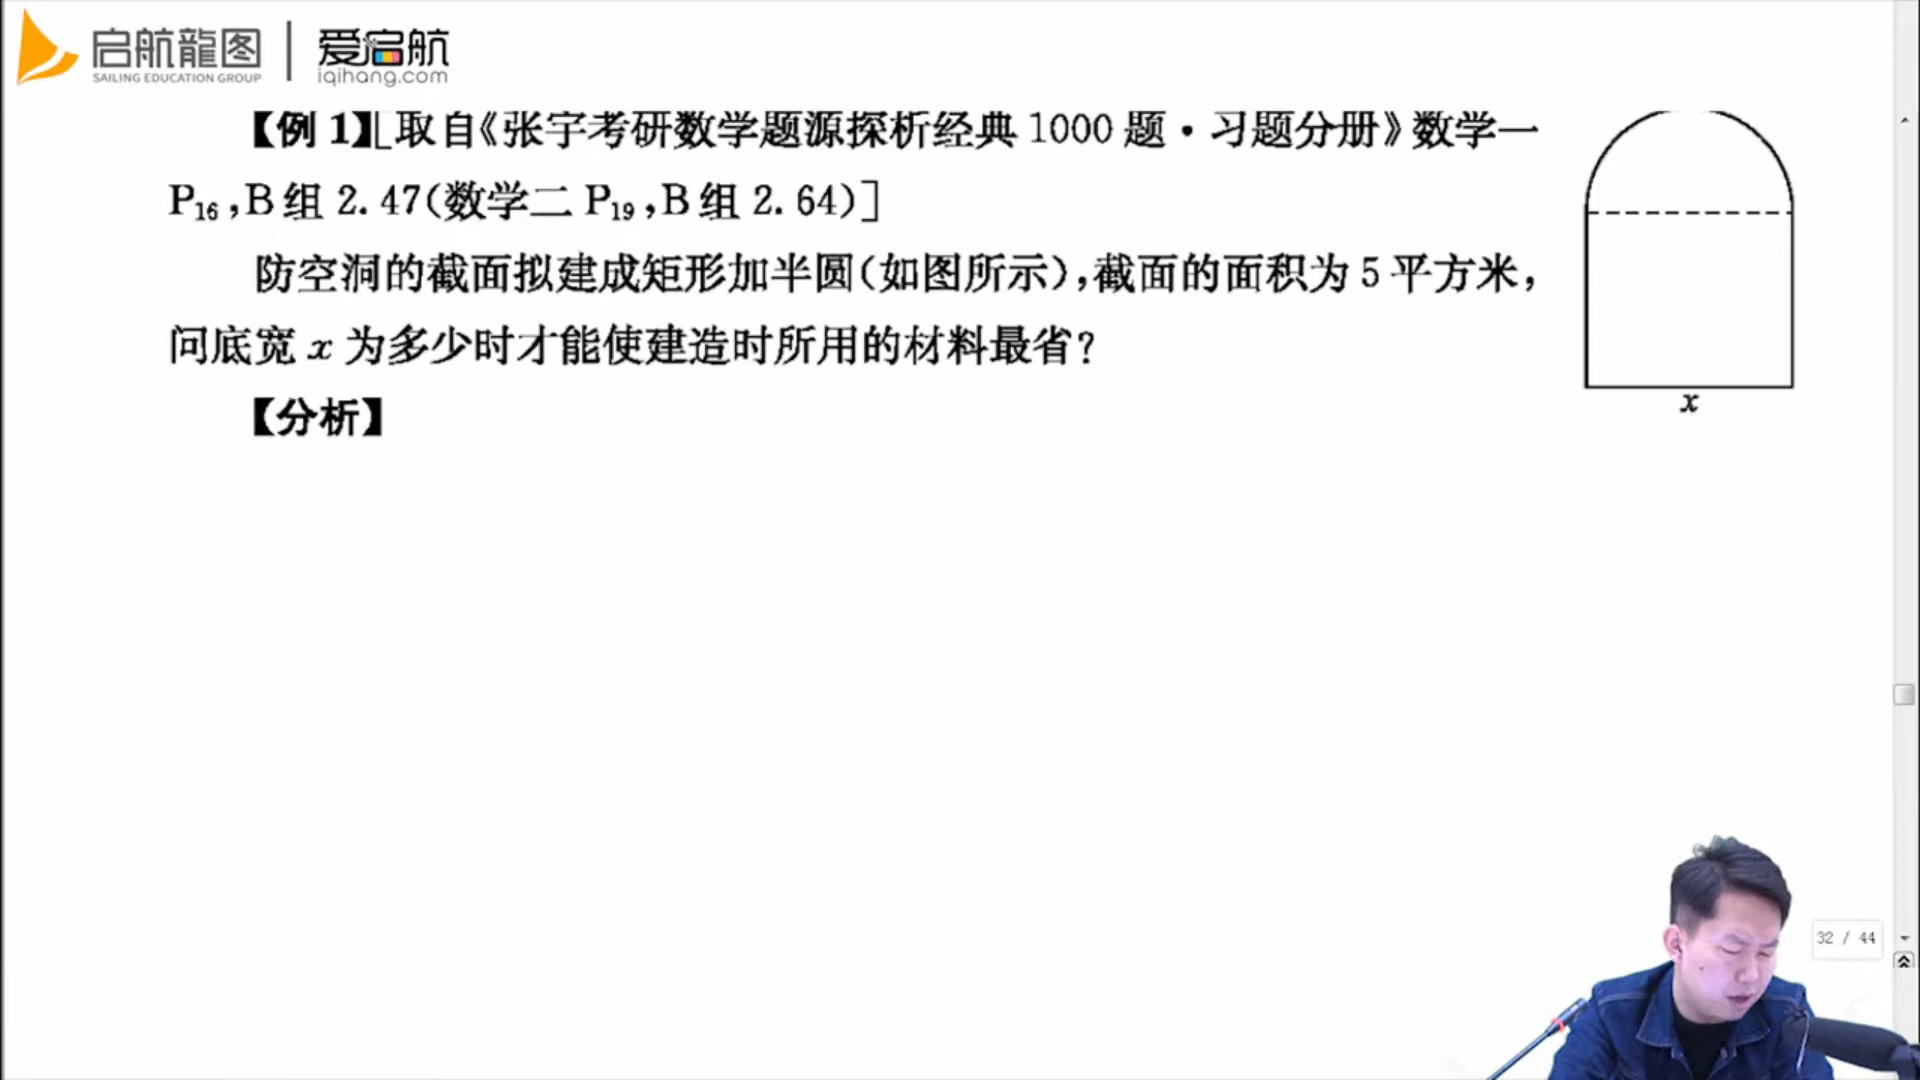 启航龍图 | 爱启航
SAILING EDUCATION GROUP iqihang.com
【例 1】[取自《张宇考研数学题源探析经典 1000 题·习题分册》数学一
P₁₆,B 组 2.47(数学二 P₁₉,B 组 2.64)]
防空洞的截面拟建成矩形加半圆(如图所示),截面的面积为 5 平方米,
问底宽 x 为多少时才能使建造时所用的材料最省?
x
【分析】
32 / 44